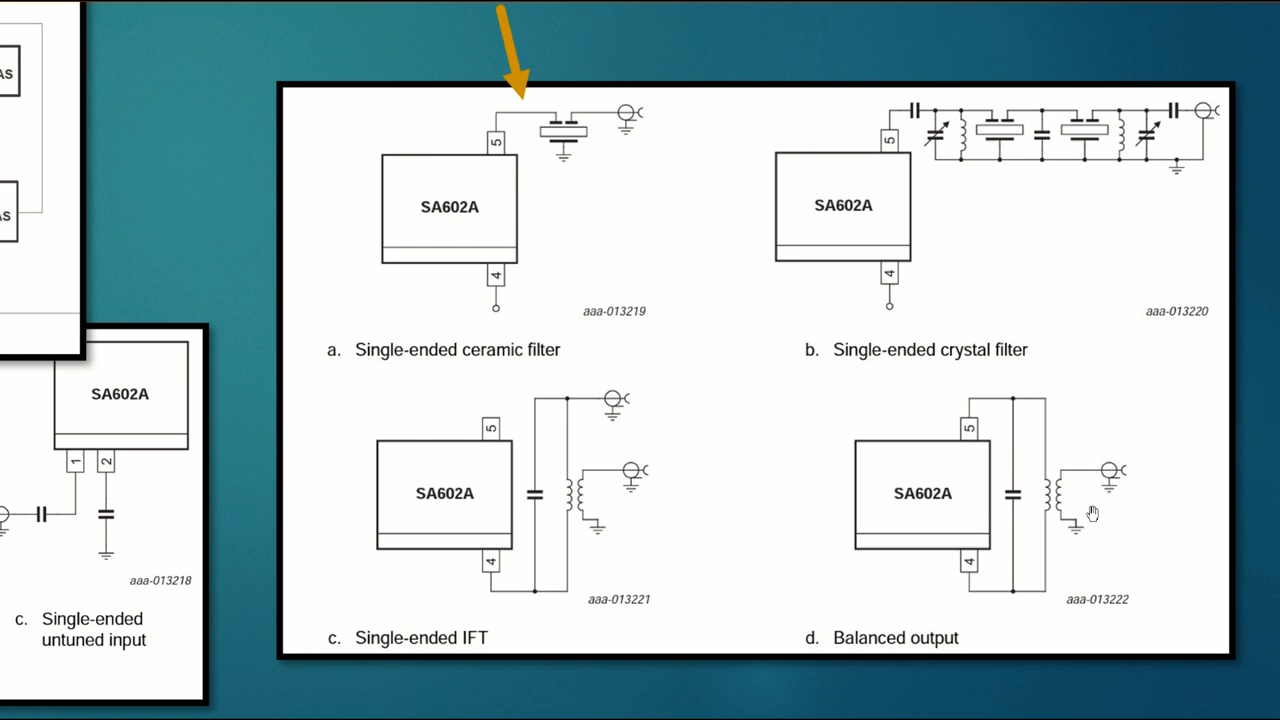 AS
AS
5
SA602A
4
aaa-013219
a. Single-ended ceramic filter
5
SA602A
4
aaa-013220
b. Single-ended crystal filter
5
SA602A
4
aaa-013221
c. Single-ended IFT
5
SA602A
4
aaa-013222
d. Balanced output
SA602A
1
2
aaa-013218
c. Single-ended
untuned input